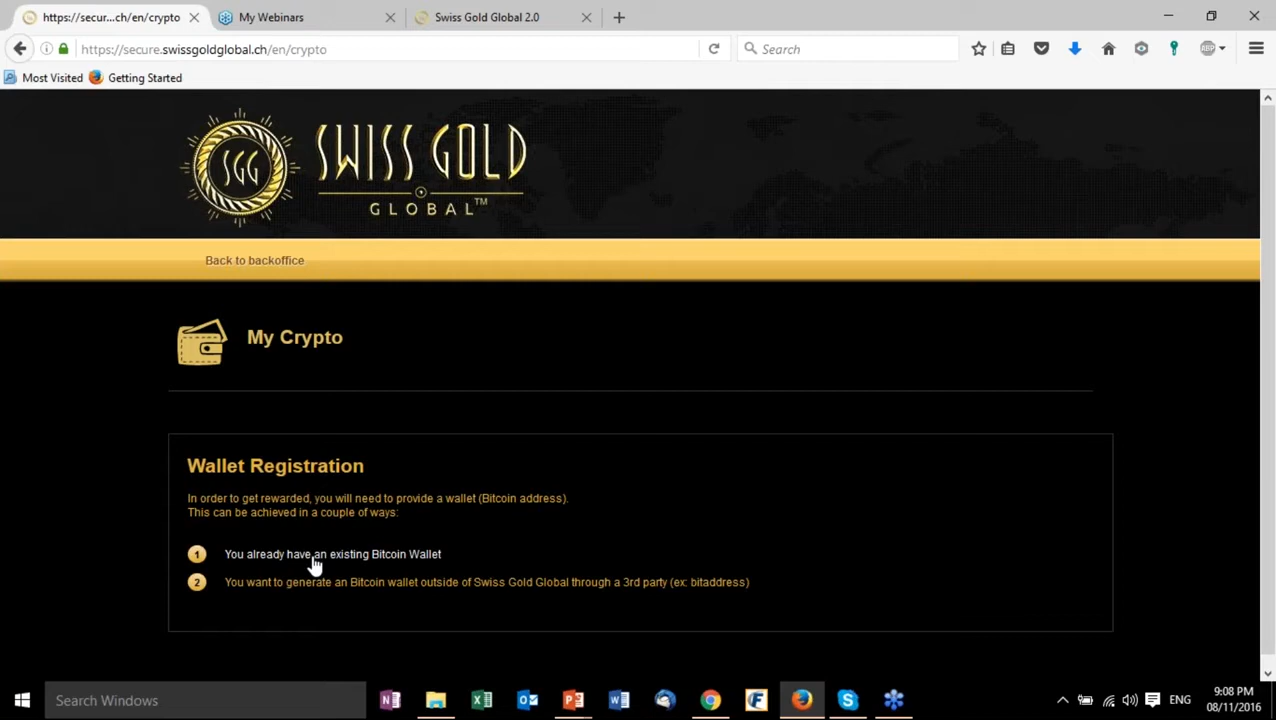 https://secur...ch/en/crypto
My Webinars
Swiss Gold Global 2.0
https://secure.swissgoldglobal.ch/en/crypto
Search
ABP
Most Visited
Getting Started
SGG
SWISS GOLD
GLOBAL™
Back to backoffice
My Crypto
Wallet Registration
In order to get rewarded, you will need to provide a wallet (Bitcoin address).
This can be achieved in a couple of ways:
1 You already have an existing Bitcoin Wallet
2 You want to generate an Bitcoin wallet outside of Swiss Gold Global through a 3rd party (ex: bitaddress)
Search Windows
ENG
9:08 PM
08/11/2016